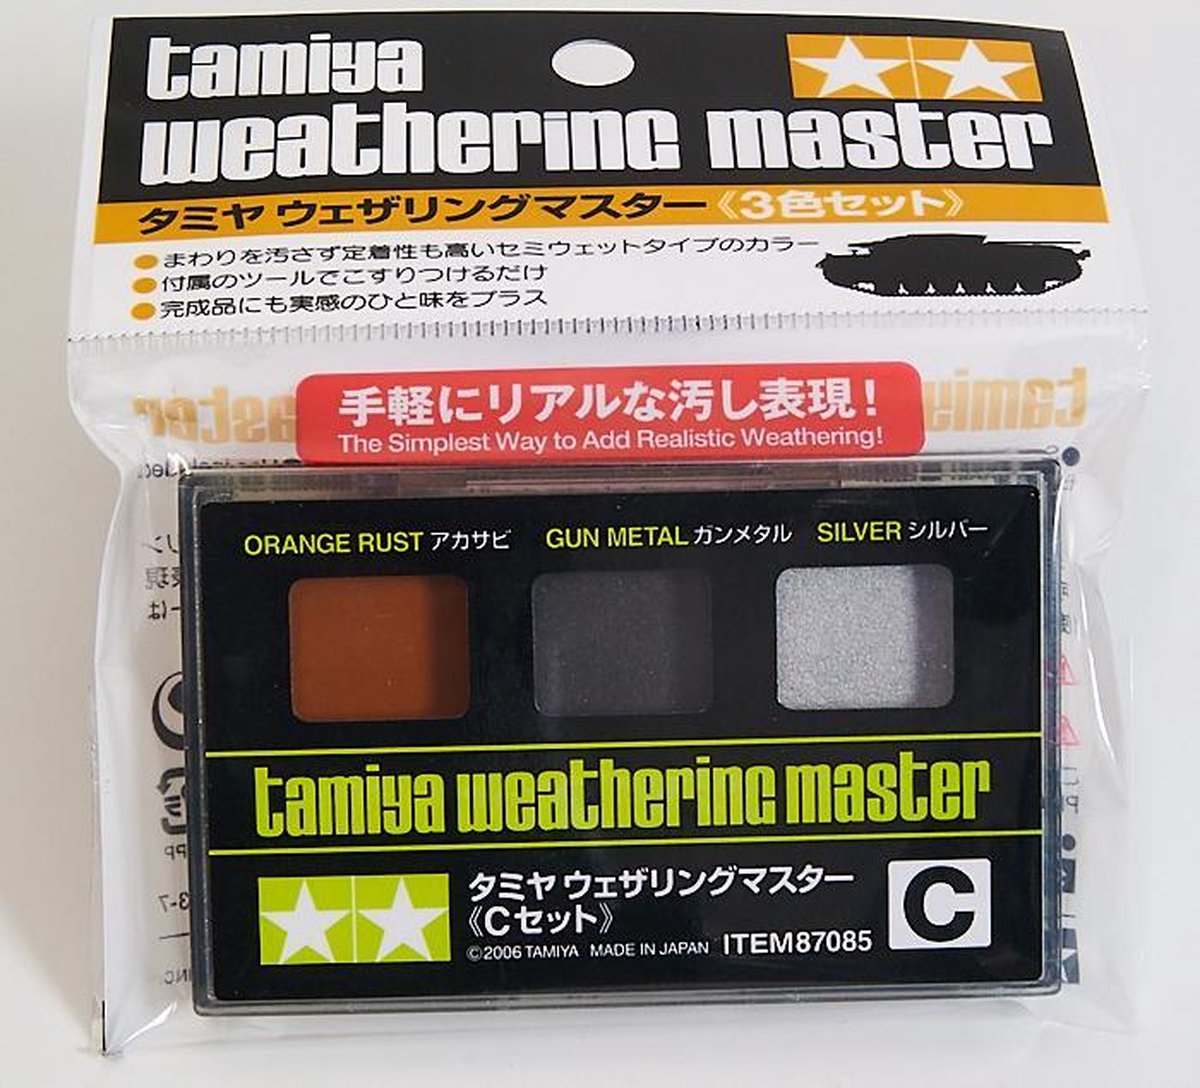 tamiya
weathering master
タミヤ ウェザリングマスター《3色セット》
●まわりを汚さず定着性も高いセミウェットタイプのカラー
●付属のツールでこすりつけるだけ
●完成品にも実感のひと味をプラス
手軽にリアルな汚し表現!
The Simplest Way to Add Realistic Weathering!
ORANGE RUST アカサビ GUN METAL ガンメタル SILVER シルバー
tamiya weathering master
タミヤ ウェザリングマスター
《Cセット》
©2006 TAMIYA MADE IN JAPAN ITEM87085
C